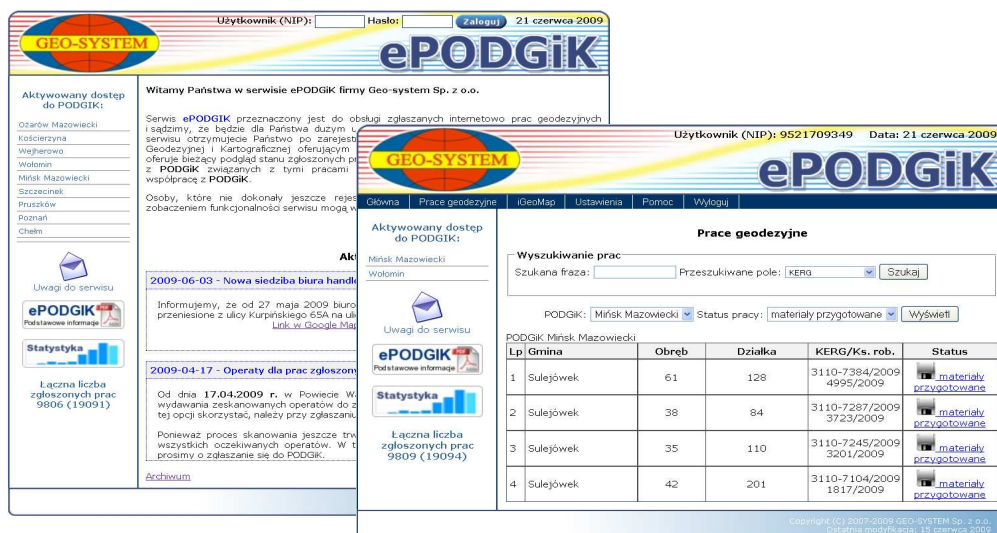 Użytkownik (NIP): Hasło: Zaloguj 21 czerwca 2009
GEO-SYSTEM
ePODGiK
Aktywowany dostęp
do PODGiK:
Ożarów Mazowiecki
Kościerzyna
Wejherowo
Wołomin
Mińsk Mazowiecki
Szczecinek
Pruszków
Poznań
Chełm
Uwagi do serwisu
ePODGiK
Podstawowe informacje
Statystyka
Łączna liczba
zgłoszonych prac
9806 (19091)
Witamy Państwa w serwisie ePODGiK firmy Geo-system Sp. z o.o.
Serwis ePODGiK przeznaczony jest do obsługi zgłaszanych internetowo prac geodezyjnych
i sądzimy, że będzie dla Państwa dużym
serwisu otrzymujecie Państwo po zarejest
Geodezyjnej i Kartograficznej oferującym
oferuje bieżący podgląd stanu zgłoszonych p
z PODGiK związanych z tymi pracami
współpracę z PODGiK.
Osoby, które nie dokonały jeszcze rejes
zobaczeniem funkcjonalności serwisu mogą w
Akt
2009-06-03 - Nowa siedziba biura handlo
Informujemy, że od 27 maja 2009 biuro
przeniesione z ulicy Kurpińskiego 65A na uli
Link w Google Map
2009-04-17 - Operaty dla prac zgłoszon
Od dnia 17.04.2009 r. w Powiecie Wa
wydawania zeskanowanych operatów do z
tej opcji skorzystać, należy przy zgłaszaniu
Ponieważ proces skanowania jeszcze trw
wszystkich oczekiwanych operatów. W t
prosimy o zgłaszanie się do PODGiK.
Archiwum
Użytkownik (NIP): 9521709349 Data: 21 czerwca 2009
GEO-SYSTEM
ePODGiK
Główna Prace geodezyjne iGeoMap Ustawienia Pomoc Wyloguj
Aktywowany dostęp
do PODGiK:
Mińsk Mazowiecki
Wołomin
Uwagi do serwisu
ePODGiK
Podstawowe informacje
Statystyka
Łączna liczba
zgłoszonych prac
9809 (19094)
Prace geodezyjne
Wyszukiwanie prac
Szukana fraza: Przeszukiwane pole: KERG Szukaj
PODGiK: Mińsk Mazowiecki Status pracy: materiały przygotowane Wyświetl
PODGiK Mińsk Mazowiecki
Lp Gmina Obręb Działka KERG/Ks. rob. Status
1 Sulejówek 61 128 3110-7384/2009 4995/2009 materiały przygotowane
2 Sulejówek 38 84 3110-7287/2009 3723/2009 materiały przygotowane
3 Sulejówek 35 110 3110-7245/2009 3201/2009 materiały przygotowane
4 Sulejówek 42 201 3110-7104/2009 1817/2009 materiały przygotowane
Copyright (C) 2007-2009 GEO-SYSTEM Sp. z o.o.
Ostatnia modyfikacja: 15 czerwca 2009